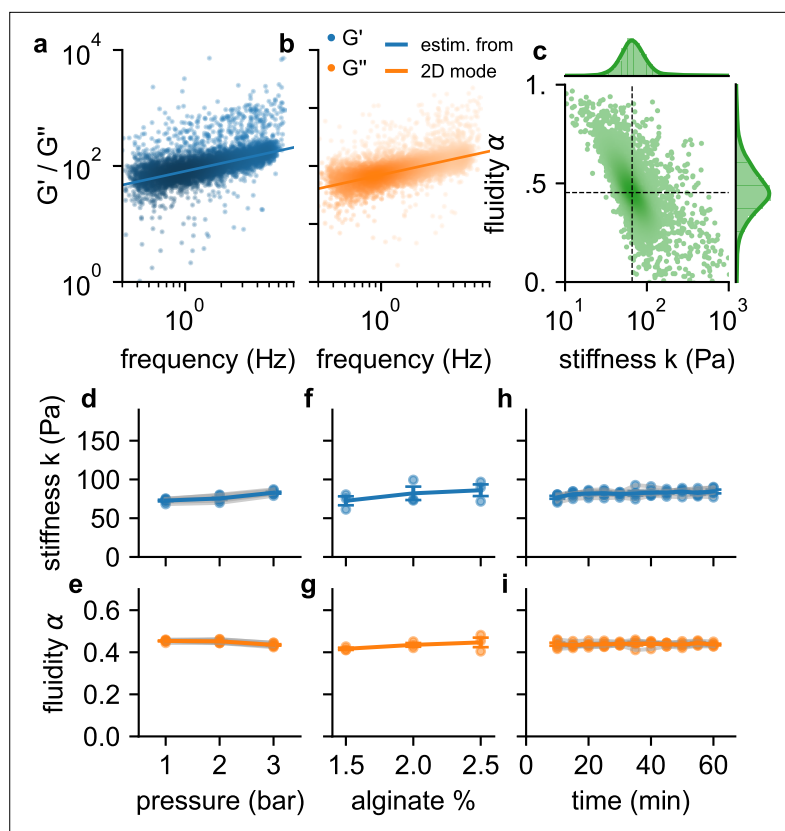 a
b
c
G' estim. from
G" 2D mode
G' / G"
10^4
10^2
10^0
10^0
frequency (Hz)
10^0
frequency (Hz)
fluidity α
1.
.5
0.
10^1
10^2
10^3
stiffness k (Pa)
d
f
h
stiffness k (Pa)
150
100
50
0
e
g
i
fluidity α
0.6
0.4
0.2
0.0
1 2 3
pressure (bar)
1.5 2.0 2.5
alginate %
0 20 40 60
time (min)